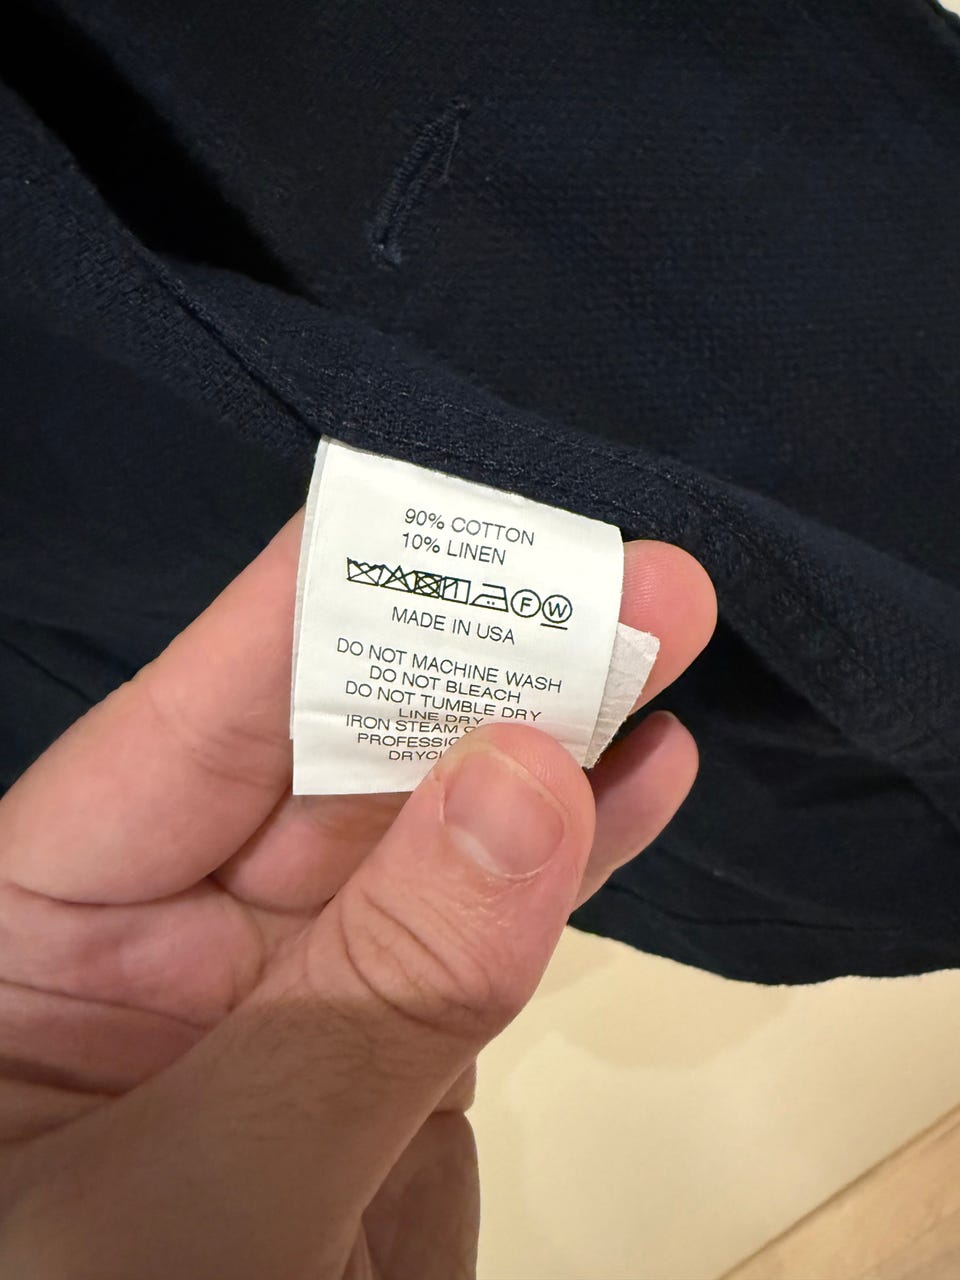 90% COTTON
10% LINEN
F W
MADE IN USA
DO NOT MACHINE WASH
DO NOT BLEACH
DO NOT TUMBLE DRY
LINE DRY
IRON STEAM